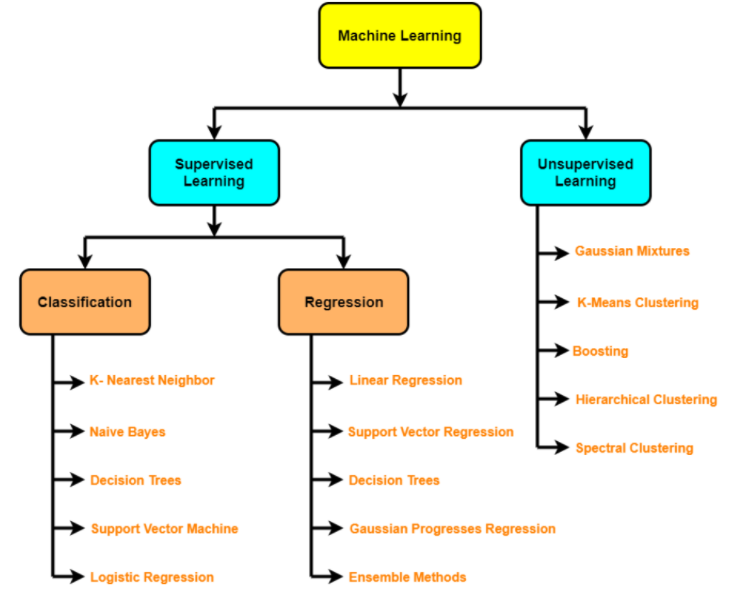 Machine Learning
Supervised
Learning
Unsupervised
Learning
Classification
Regression
K- Nearest Neighbor
Naive Bayes
Decision Trees
Support Vector Machine
Logistic Regression
Linear Regression
Support Vector Regression
Decision Trees
Gaussian Progresses Regression
Ensemble Methods
Gaussian Mixtures
K-Means Clustering
Boosting
Hierarchical Clustering
Spectral Clustering